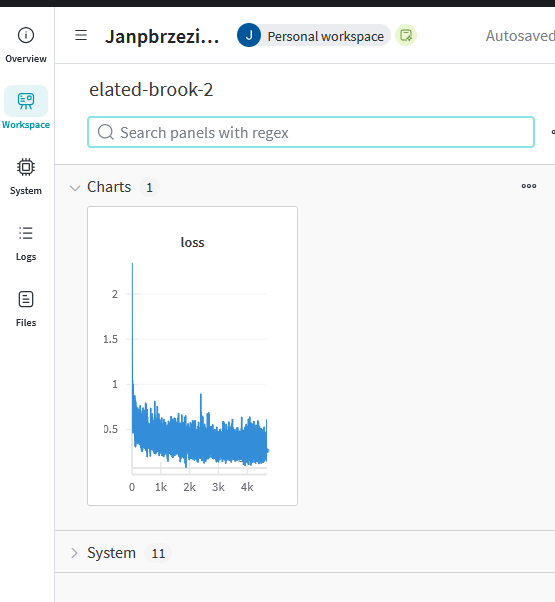 Overview
Workspace
System
Logs
Files
Janpbrzezi...
J
Personal workspace
Autosaved
elated-brook-2
Search panels with regex
Charts 1
loss
2
1.5
1
0.5
0 1k 2k 3k 4k
System 11